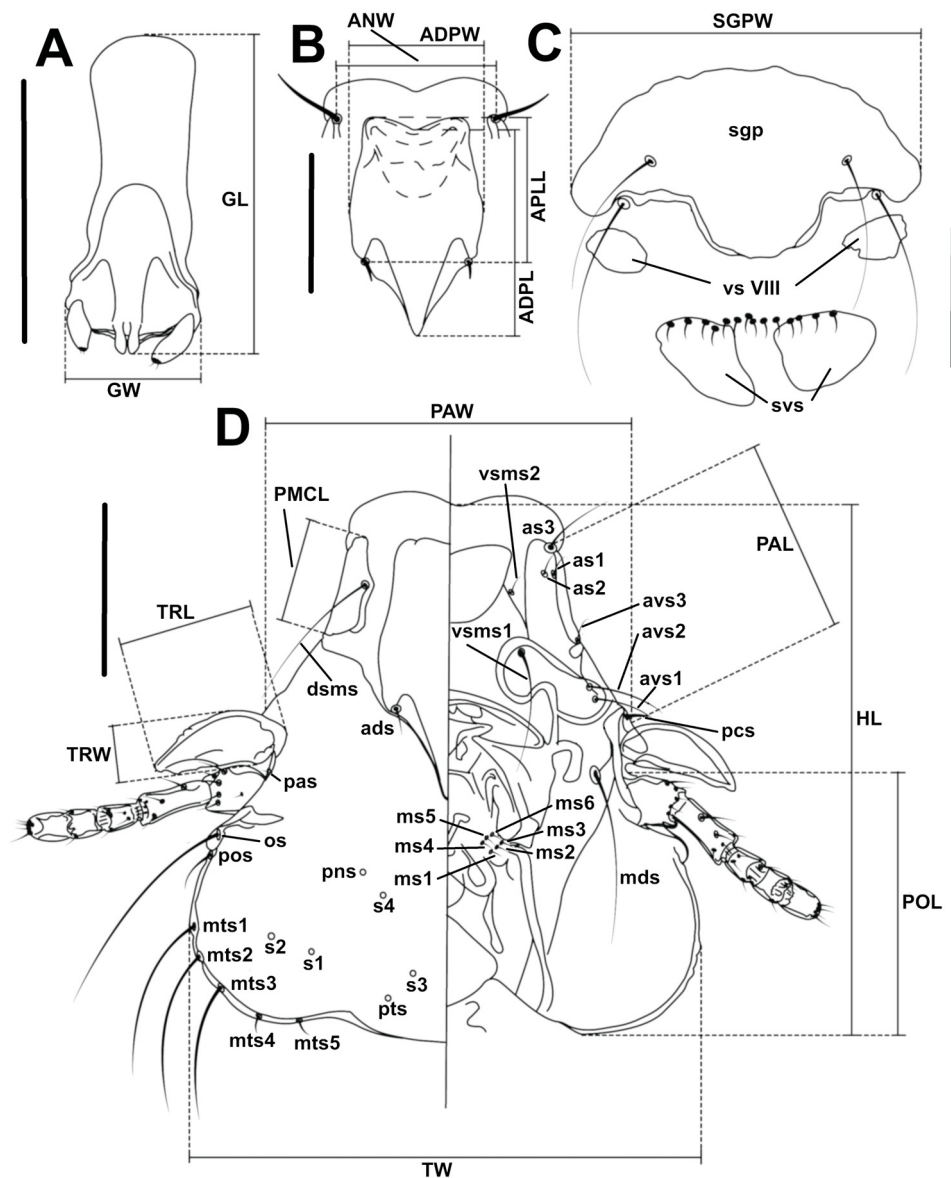 A
GL
GW
B
ANW
ADPW
APLL
ADPL
C
SGPW
sgp
vs VIII
svs
D
PAW
PMCL
TRL
TRW
dsms
ads
pas
os
pos
pns
s4
mts1
s2
s1
mts2
mts3
s3
pts
mts4
mts5
vsms2
as3
as1
as2
PAL
avs3
avs2
vsms1
avs1
pcs
HL
ms5
ms6
ms4
ms3
ms2
ms1
mds
POL
TW